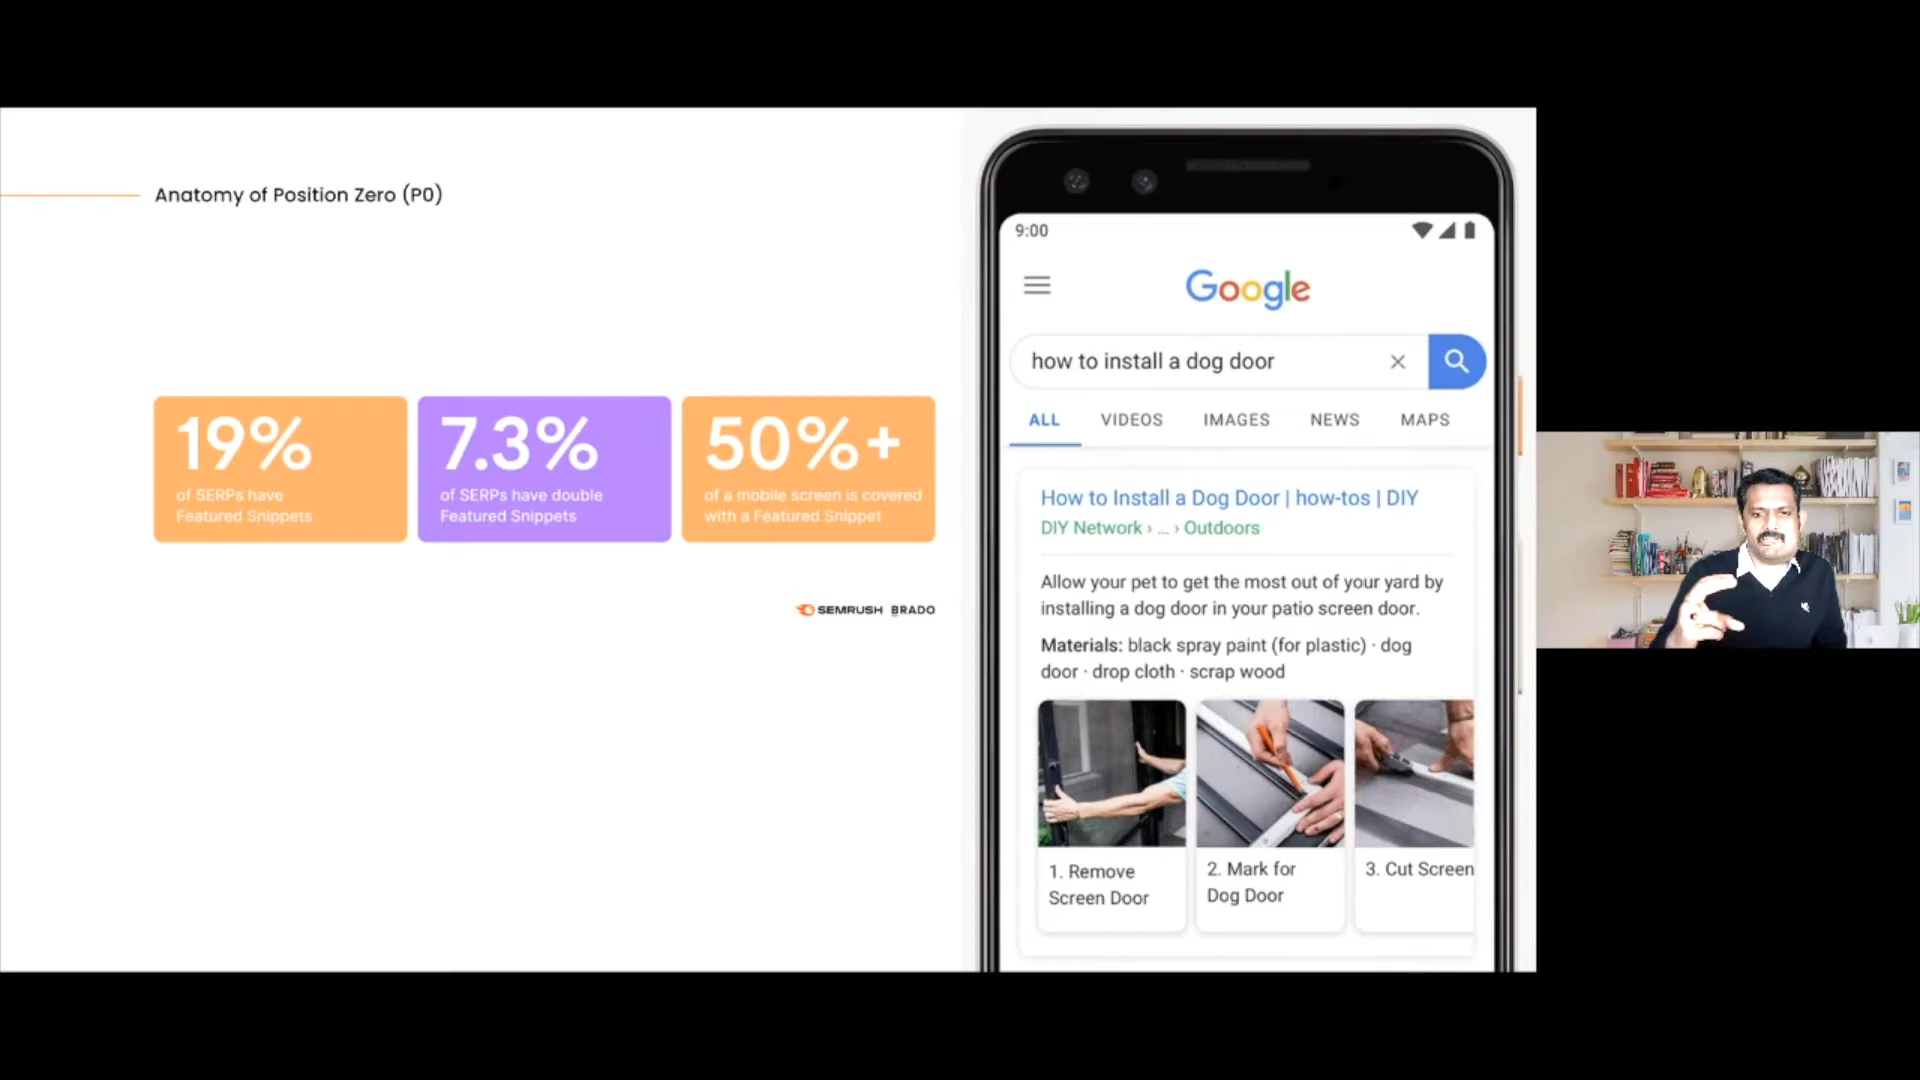 Anatomy of Position Zero (P0)
19%
of SERPs have
Featured Snippets
7.3%
of SERPs have double
Featured Snippets
50%+
of a mobile screen is covered
with a Featured Snippet
SEMRUSH BRADO
9:00
Google
how to install a dog door
ALL VIDEOS IMAGES NEWS MAPS
How to Install a Dog Door | how-tos | DIY
DIY Network › ... › Outdoors
Allow your pet to get the most out of your yard by
installing a dog door in your patio screen door.
Materials: black spray paint (for plastic) · dog
door · drop cloth · scrap wood
1. Remove
Screen Door
2. Mark for
Dog Door
3. Cut Screen